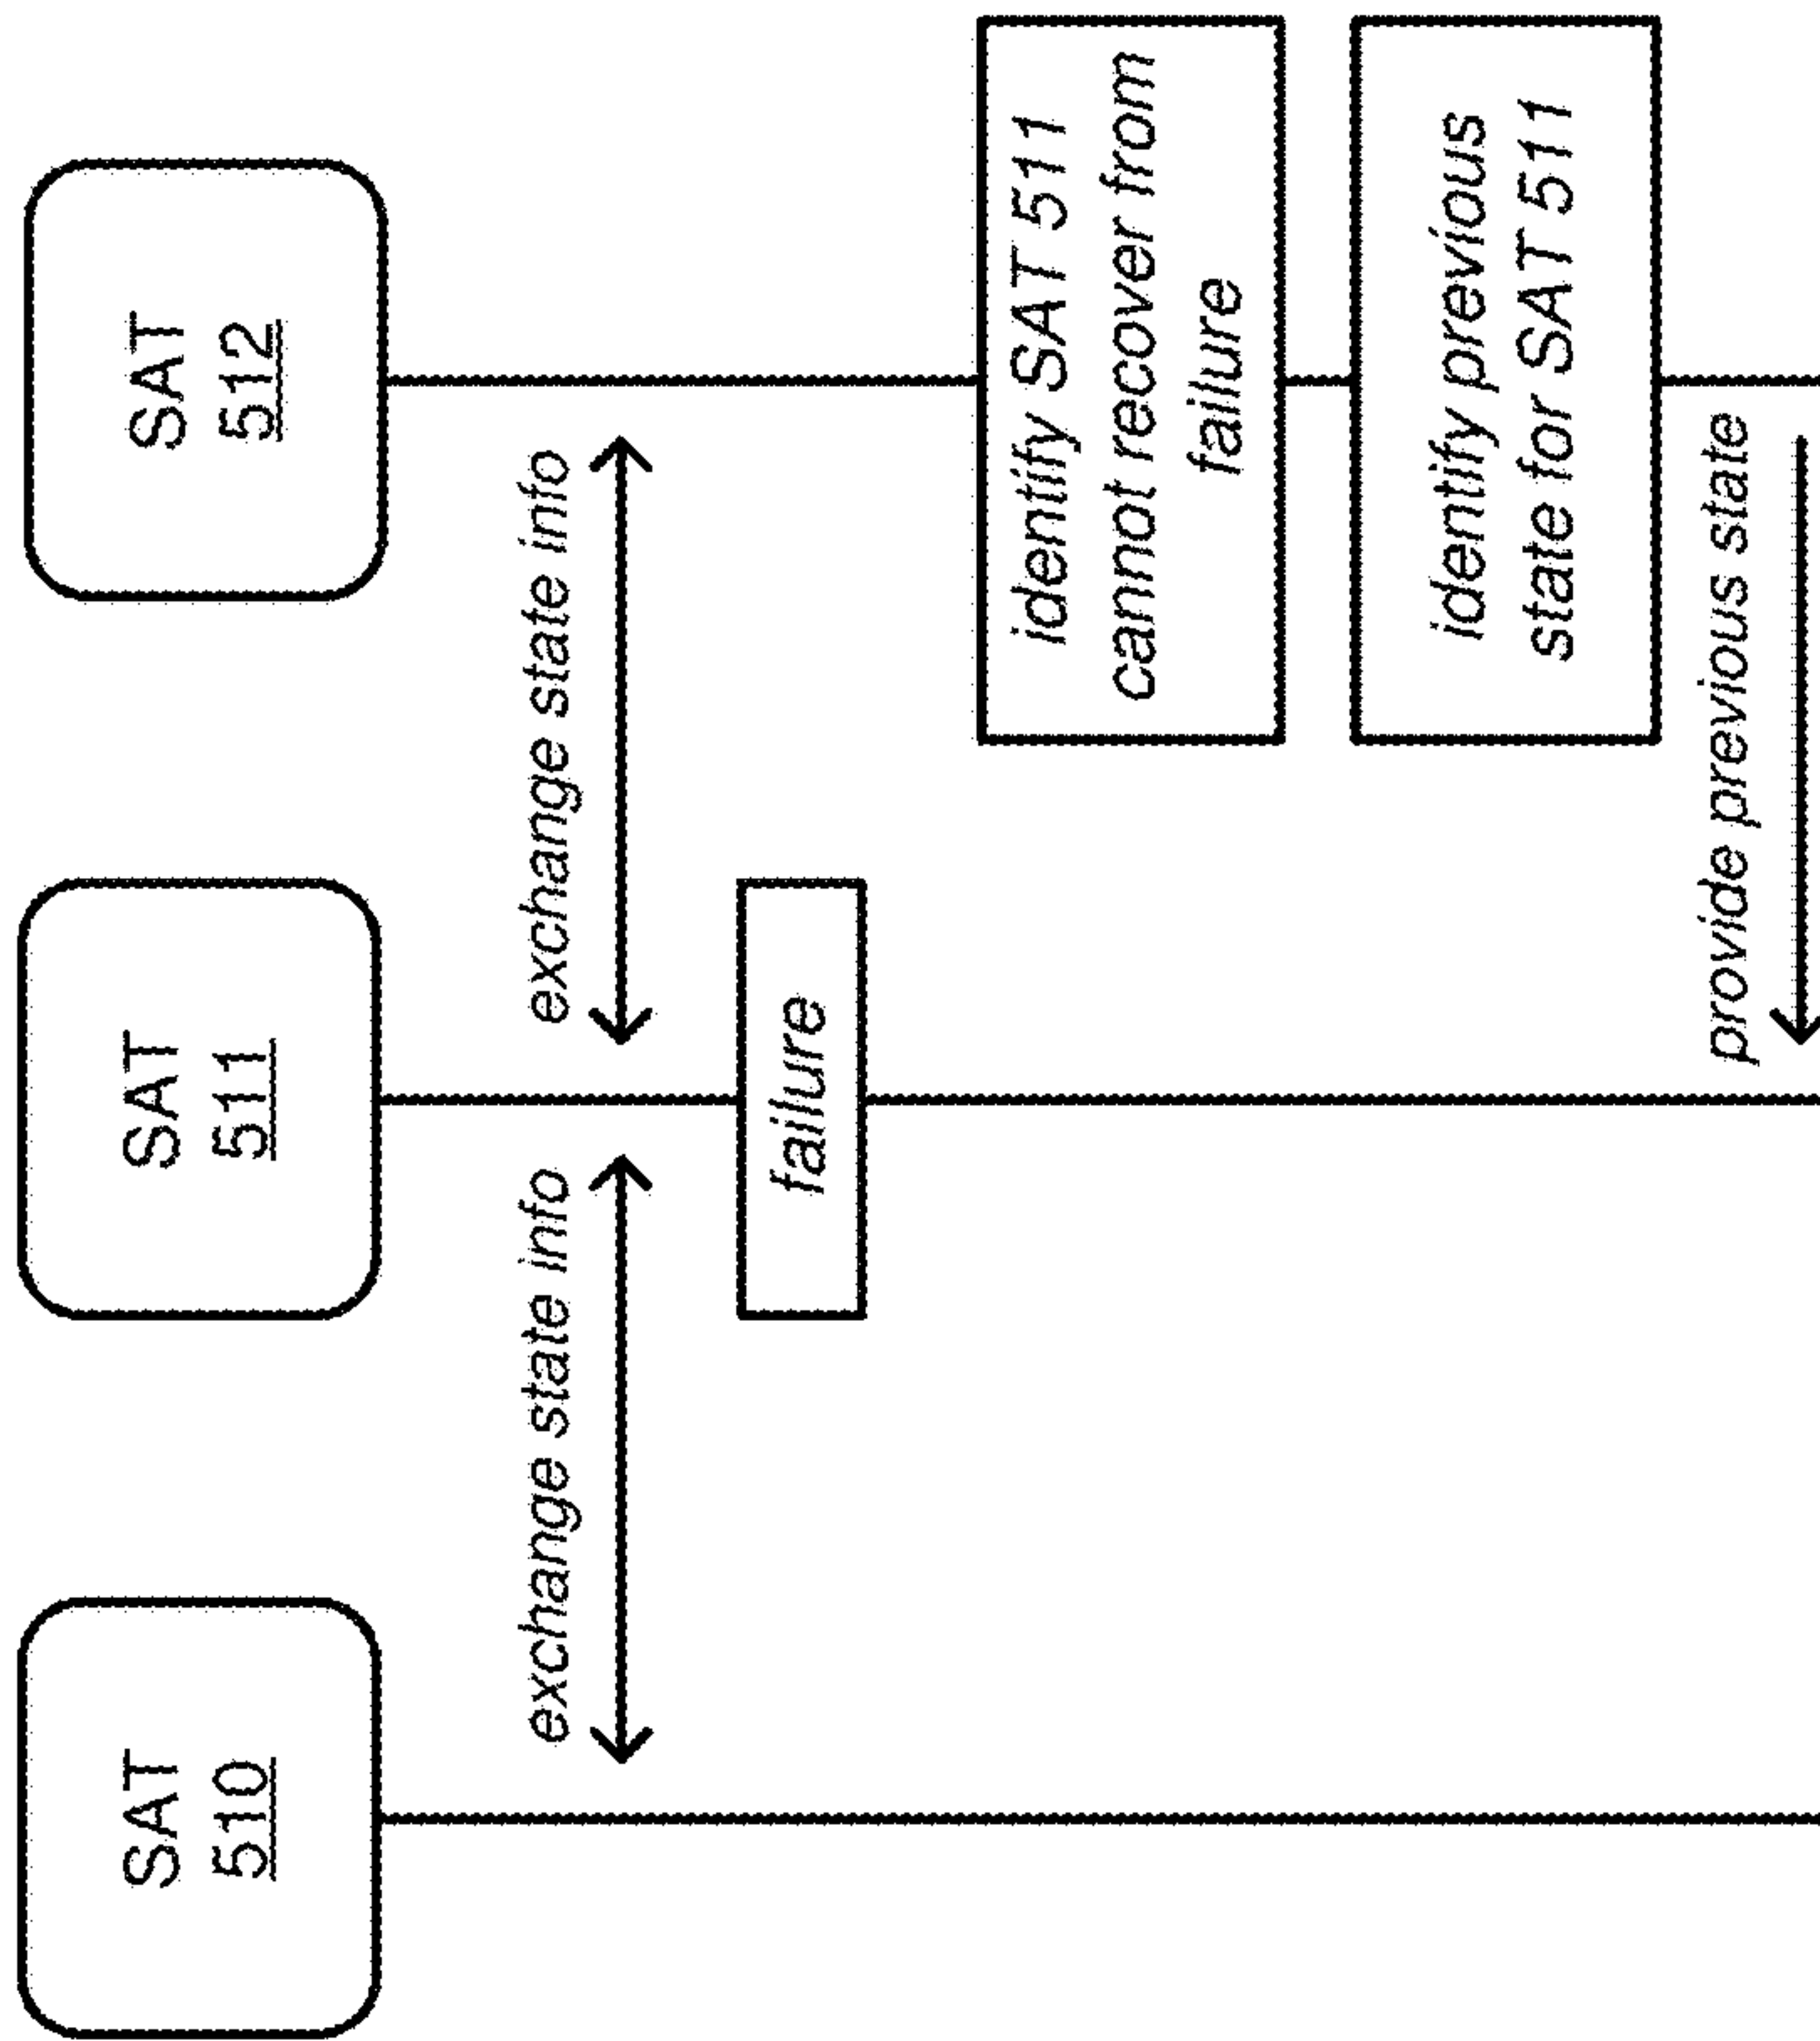 SAT
510
SAT
511
SAT
512
exchange state info
exchange state info
failure
identify SAT 511
cannot recover from
failure
identify previous
state for SAT 511
provide previous state